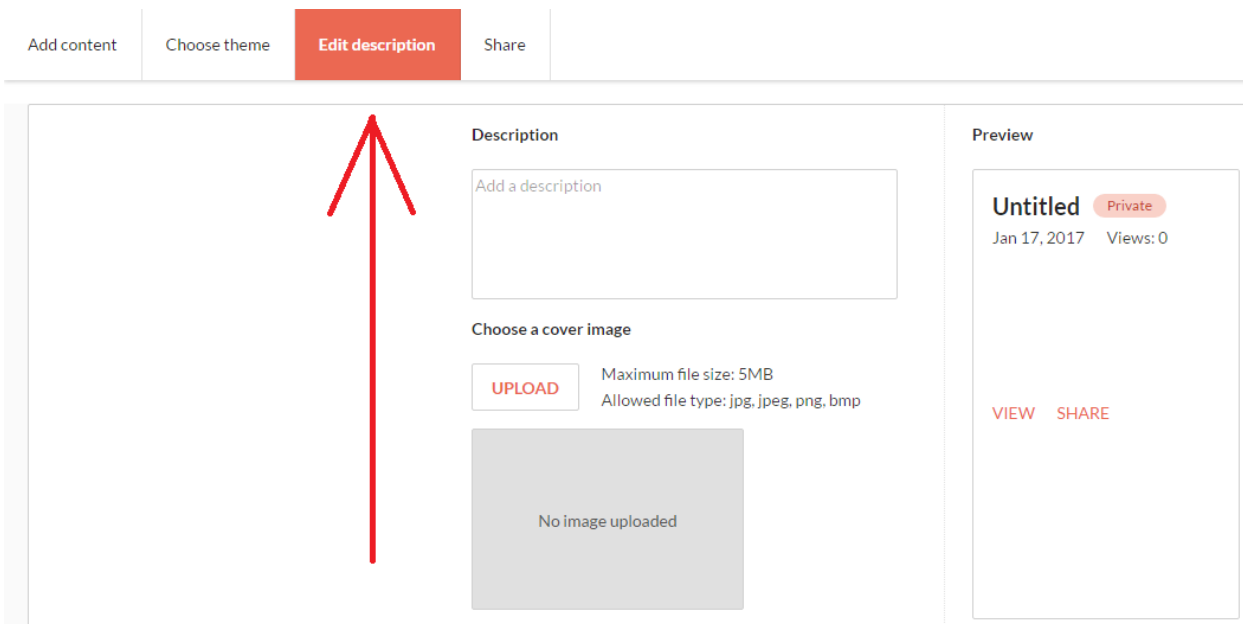 Add content
Choose theme
Edit description
Share
Description
Add a description
Choose a cover image
UPLOAD
Maximum file size: 5MB
Allowed file type: jpg, jpeg, png, bmp
No image uploaded
Preview
Untitled Private
Jan 17, 2017 Views: 0
VIEW SHARE